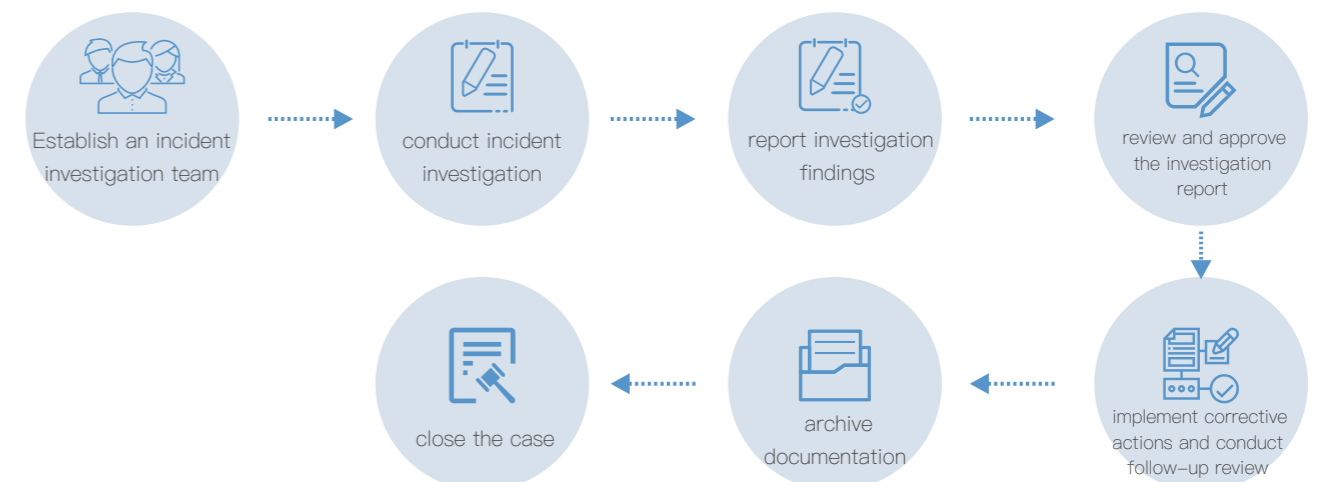 Establish an incident
investigation team
conduct incident
investigation
report investigation
findings
review and approve
the investigation
report
implement corrective
actions and conduct
follow-up review
archive
documentation
close the case